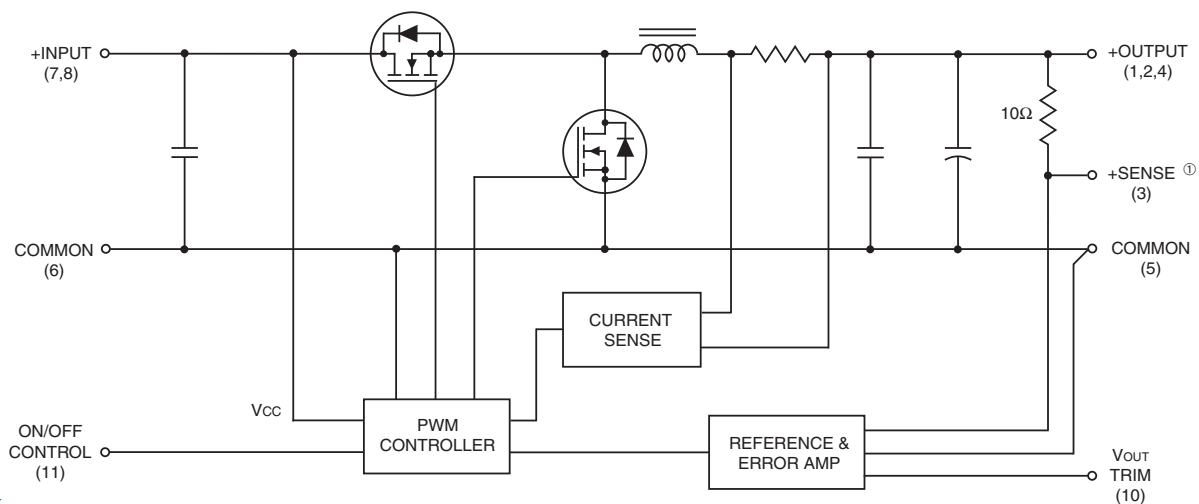 +INPUT
(7,8)
+OUTPUT
(1,2,4)
10Ω
+SENSE ①
(3)
COMMON
(6)
COMMON
(5)
CURRENT
SENSE
VCC
PWM
CONTROLLER
ON/OFF
CONTROL
(11)
REFERENCE &
ERROR AMP
VOUT
TRIM
(10)